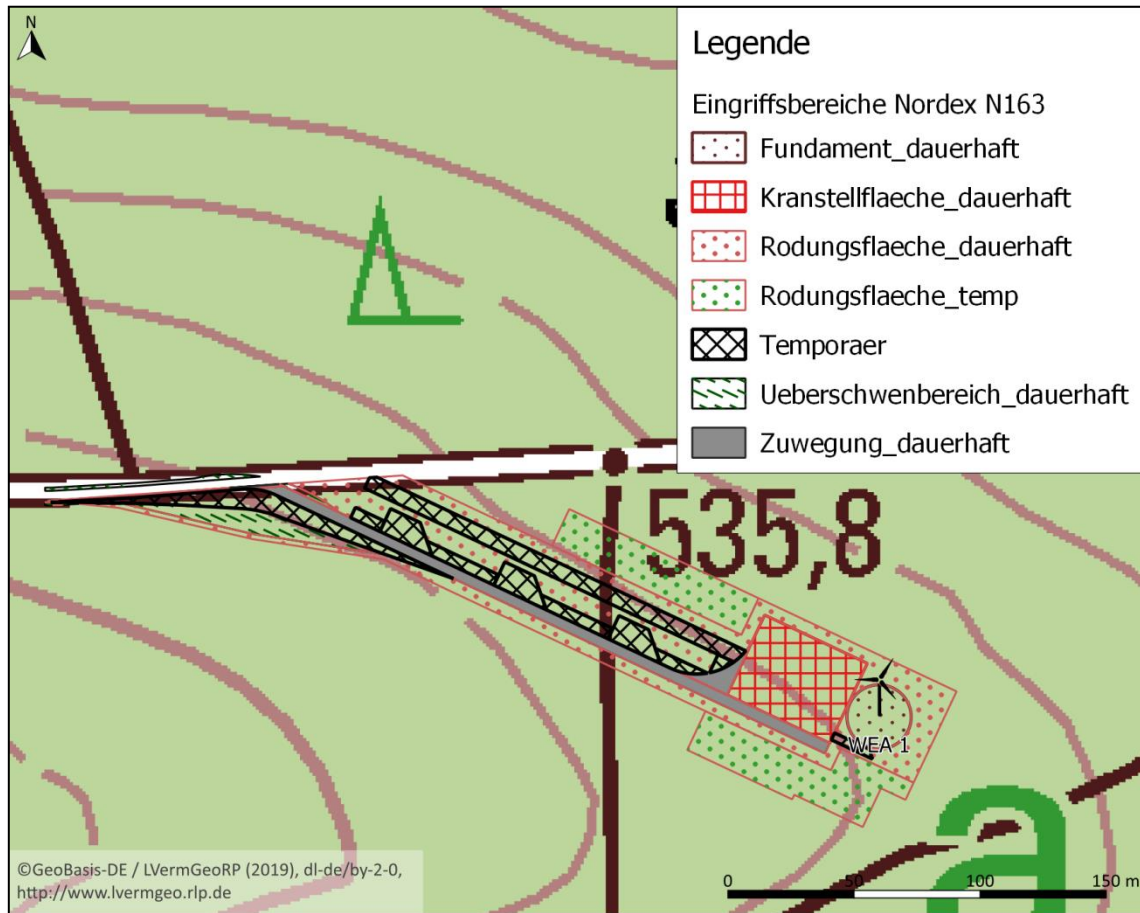 N
Legende
Eingriffsbereiche Nordex N163
Fundament_dauerhaft
Kranstellflaeche_dauerhaft
Rodungsflaeche_dauerhaft
Rodungsflaeche_temp
Temporaer
Ueberschwenbereich_dauerhaft
Zuwegung_dauerhaft
535,8
WEA 1
a
©GeoBasis-DE / LVermGeoRP (2019), dl-de/by-2-0,
http://www.lvermgeo.rlp.de
0 50 100 150 m